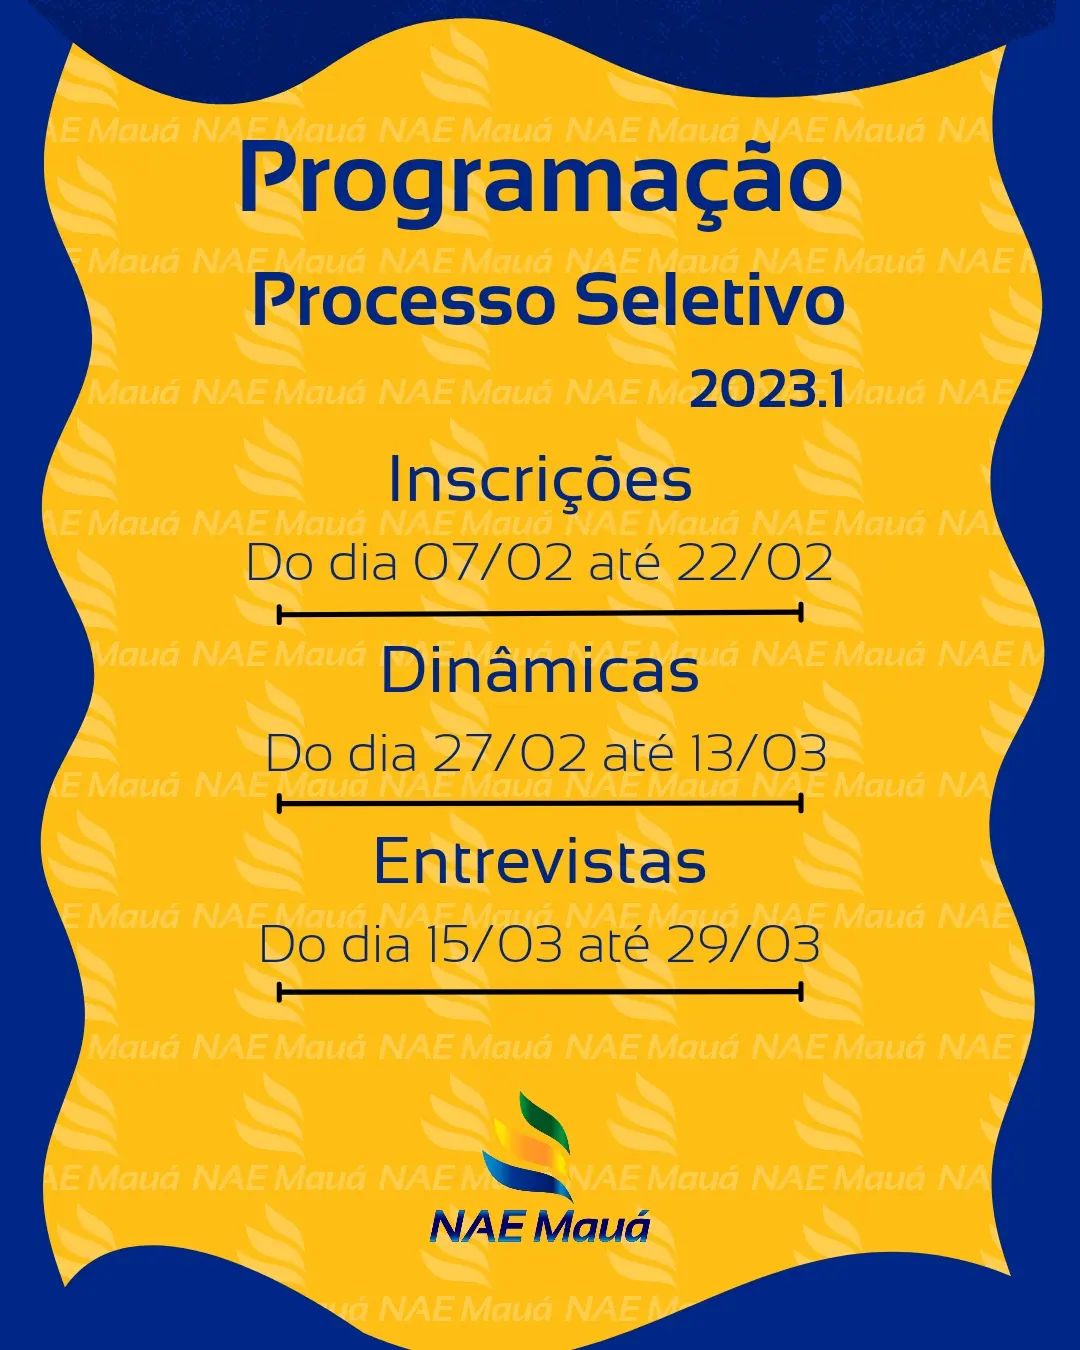 Programação
Processo Seletivo
2023.1
Inscrições
Do dia 07/02 até 22/02
Dinâmicas
Do dia 27/02 até 13/03
Entrevistas
Do dia 15/03 até 29/03
NAE Mauá